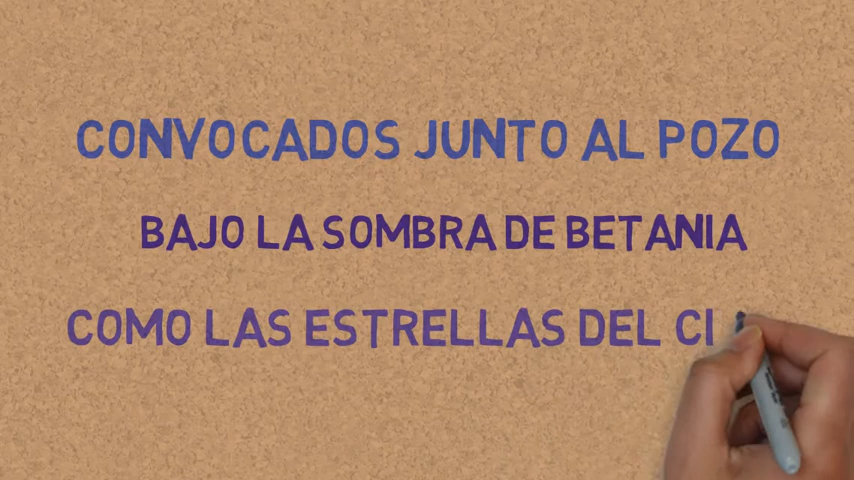 CONVOCADOS JUNTO AL POZO
BAJO LA SOMBRA DE BETANIA
COMO LAS ESTRELLAS DEL CI